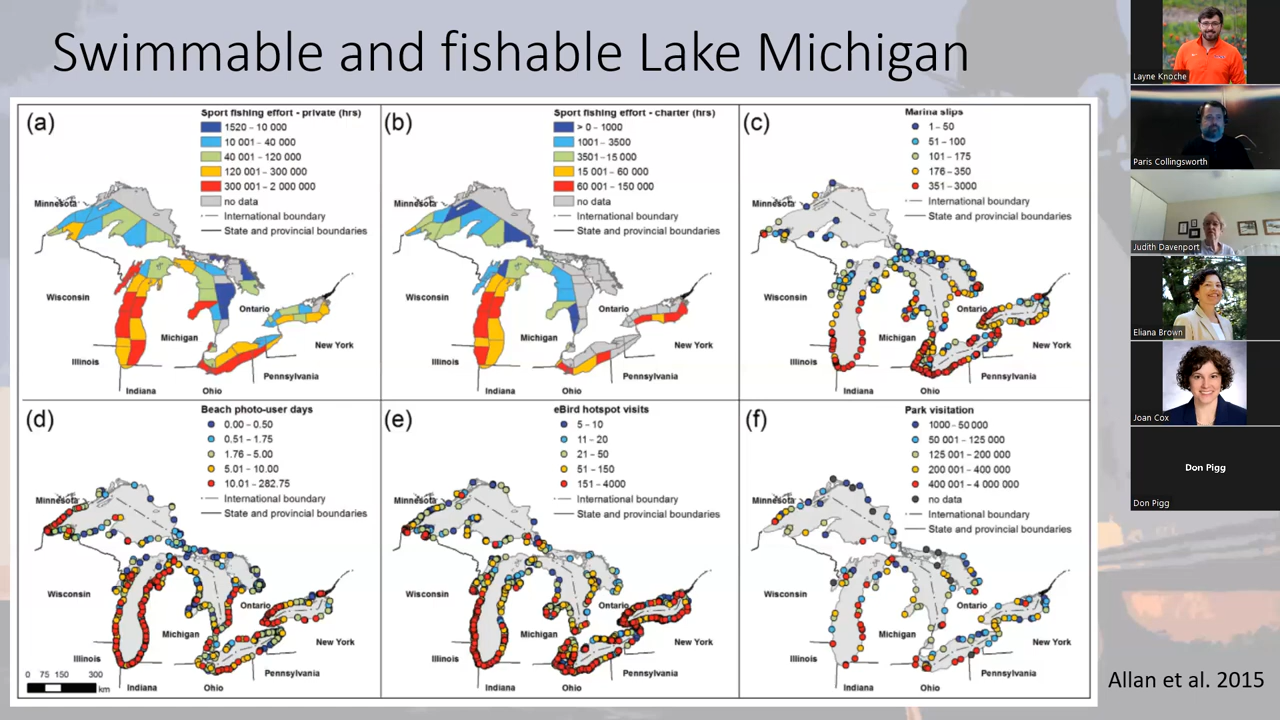 Swimmable and fishable Lake Michigan
(a)
Sport fishing effort - private (hrs)
1520 – 10 000
10 001 – 40 000
40 001 – 120 000
120 001 – 300 000
300 001 – 2 000 000
no data
International boundary
State and provincial boundaries
Minnesota
Wisconsin
Ontario
Michigan
New York
Illinois
Pennsylvania
Indiana
Ohio
(b)
Sport fishing effort - charter (hrs)
> 0 – 1000
1001 – 3500
3501 – 15 000
15 001 – 60 000
60 001 – 150 000
no data
International boundary
State and provincial boundaries
Minnesota
Wisconsin
Ontario
Michigan
New York
Illinois
Pennsylvania
Indiana
Ohio
(c)
Marina slips
1 – 50
51 – 100
101 – 175
176 – 350
351 – 3000
International boundary
State and provincial boundaries
Minnesota
Wisconsin
Ontario
Michigan
New York
Illinois
Pennsylvania
Indiana
Ohio
(d)
Beach photo-user days
0.00 – 0.50
0.51 – 1.75
1.76 – 5.00
5.01 – 10.00
10.01 – 282.75
International boundary
State and provincial boundaries
Minnesota
Wisconsin
Ontario
Michigan
New York
Illinois
Pennsylvania
Indiana
Ohio
0 75 150 300
km
(e)
eBird hotspot visits
5 – 10
11 – 20
21 – 50
51 – 150
151 – 4000
International boundary
State and provincial boundaries
Minnesota
Wisconsin
Ontario
Michigan
New York
Illinois
Pennsylvania
Indiana
Ohio
(f)
Park visitation
1000 – 50 000
50 001 – 125 000
125 001 – 200 000
200 001 – 400 000
400 001 – 4 000 000
no data
International boundary
State and provincial boundaries
Minnesota
Wisconsin
Ontario
Michigan
New York
Illinois
Pennsylvania
Indiana
Ohio
Allan et al. 2015
Layne Knoche
Paris Collingsworth
Judith Davenport
Eliana Brown
Joan Cox
Don Pigg
Don Pigg